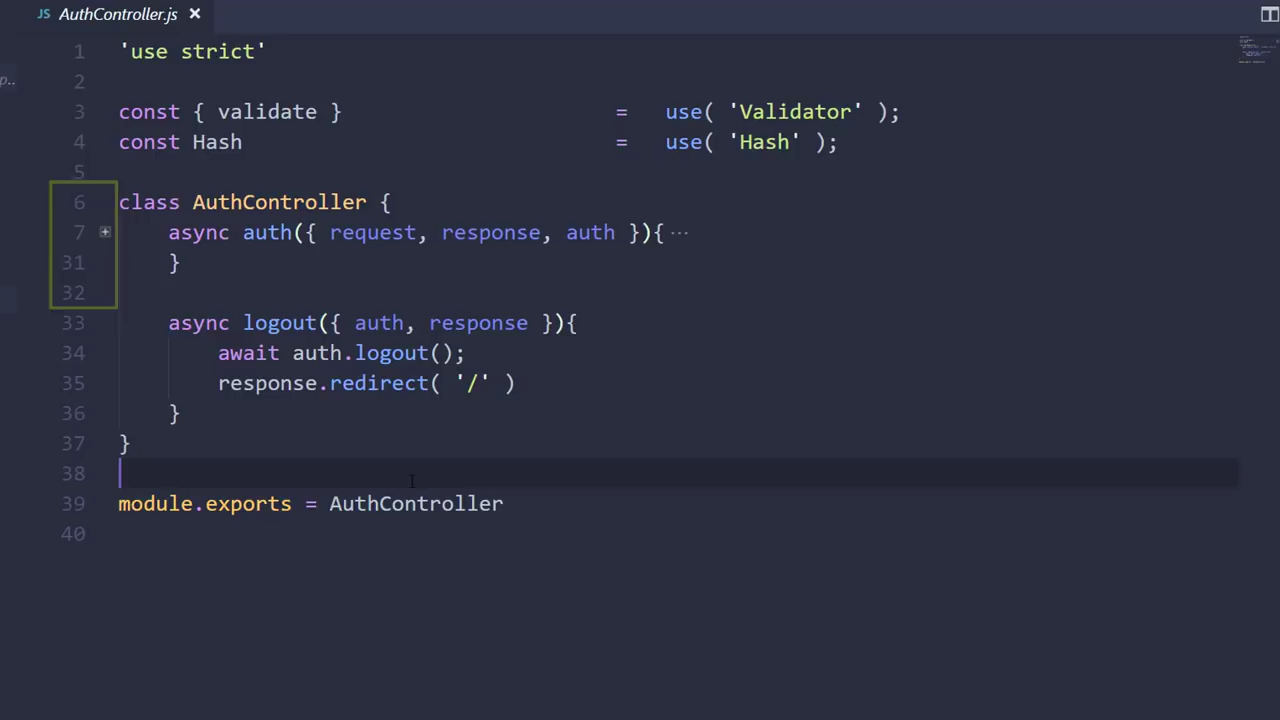 JS AuthController.js ×
p..
1 'use strict'
2
3 const { validate } = use( 'Validator' );
4 const Hash = use( 'Hash' );
5
6 class AuthController {
7 async auth({ request, response, auth }){ ···
31 }
32
33 async logout({ auth, response }){
34 await auth.logout();
35 response.redirect( '/' )
36 }
37 }
38
39 module.exports = AuthController
40